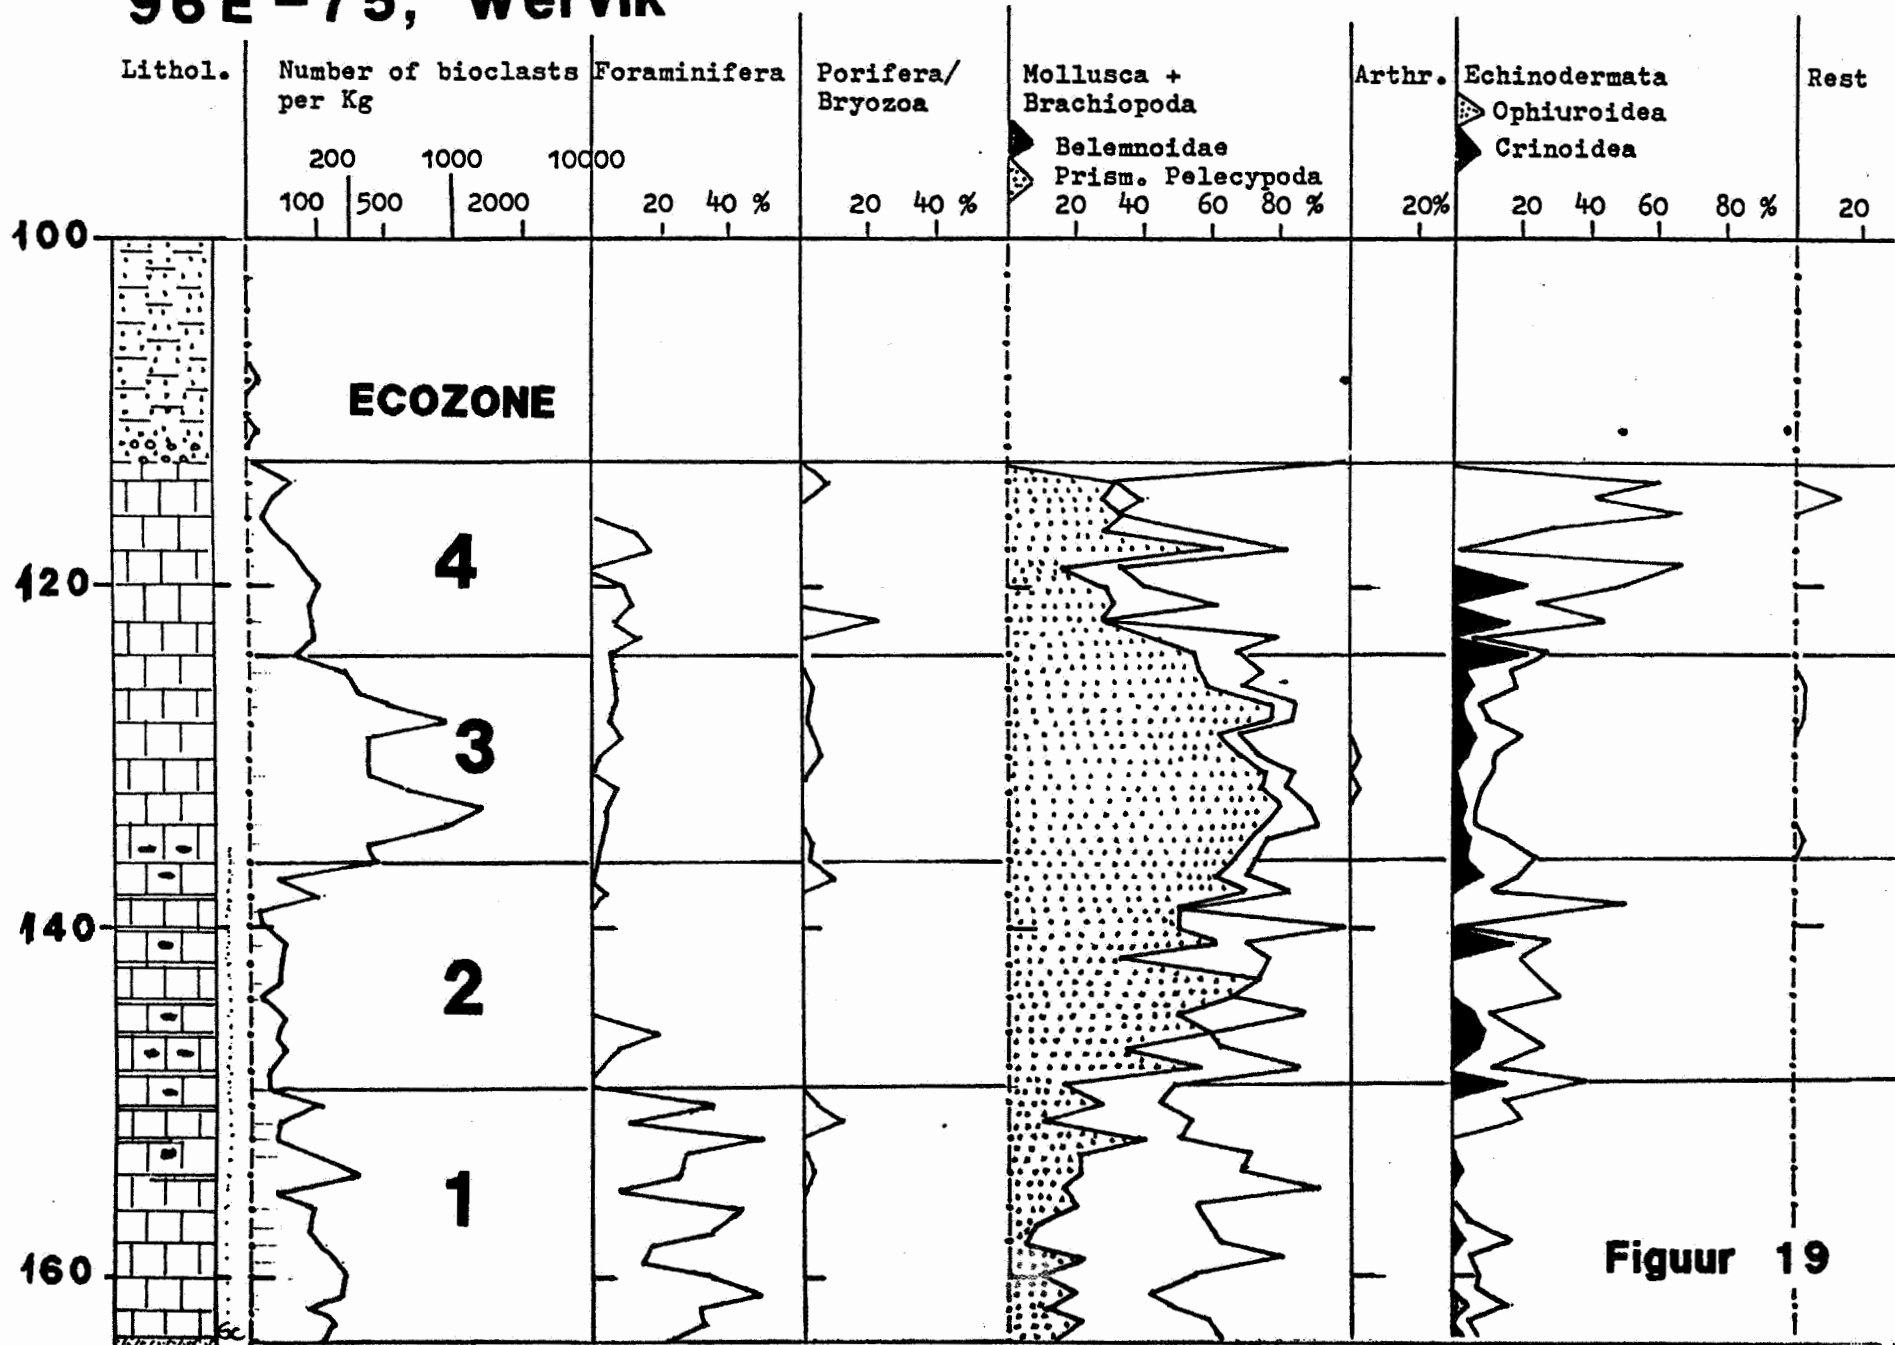 96E-75, Wervik
Lithol.
Number of bioclasts
per Kg
Foraminifera
Porifera/
Bryozoa
Mollusca +
Brachiopoda
Arthr.
Echinodermata
Rest
Ophiuroidea
Crinoidea
Belemnoidae
Prism. Pelecypoda
200 1000 10000
100 500 2000
20 40 %
20 40 %
20 40 60 80 %
20%
20 40 60 80 %
20
100
ECOZONE
4
120
3
140
2
1
160
Figuur 19